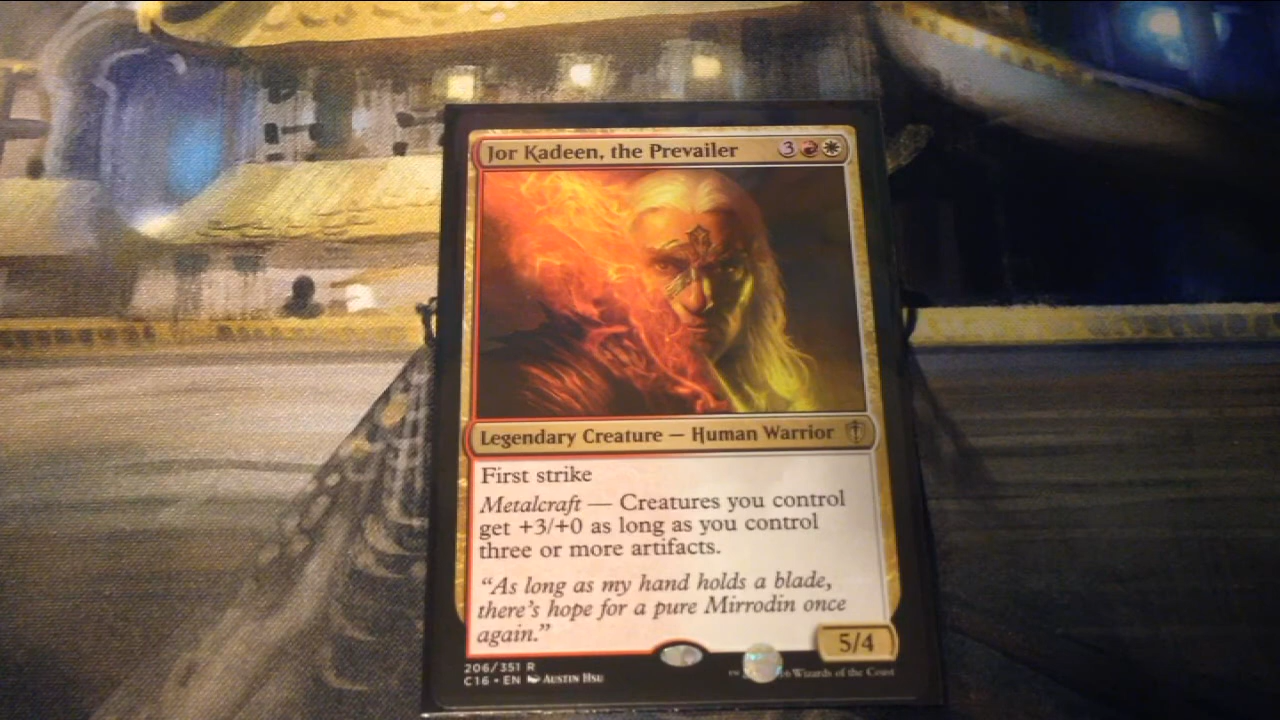 Jor Kadeen, the Prevailer 3
Legendary Creature — Human Warrior
First strike
Metalcraft — Creatures you control
get +3/+0 as long as you control
three or more artifacts.
“As long as my hand holds a blade,
there’s hope for a pure Mirrodin once
again.”
5/4
206/351 R
C16 • EN Austin Hsu
Wizards of the Coast